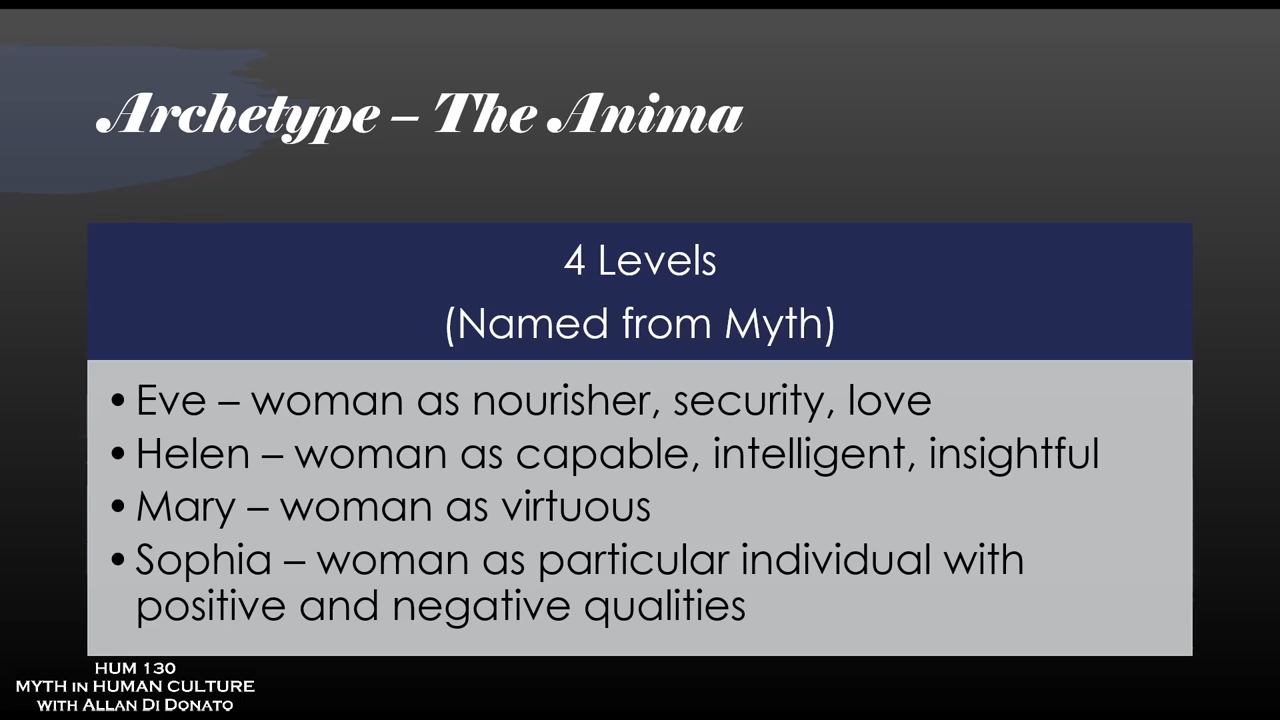 Archetype – The Anima
4 Levels
(Named from Myth)
• Eve – woman as nourisher, security, love
• Helen – woman as capable, intelligent, insightful
• Mary – woman as virtuous
• Sophia – woman as particular individual with
positive and negative qualities
HUM 130
MYTH IN HUMAN CULTURE
WITH ALLAN DI DONATO